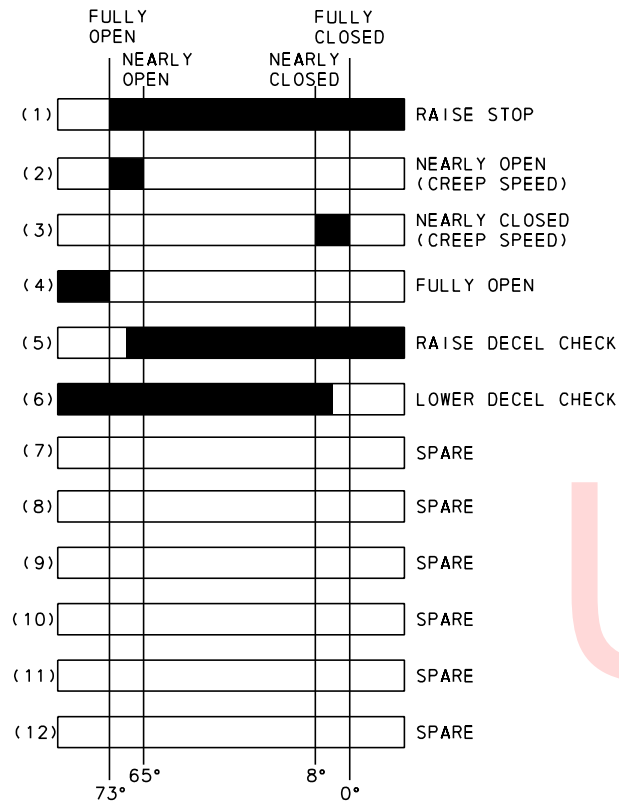 FULLY
OPEN
FULLY
CLOSED
NEARLY
OPEN
NEARLY
CLOSED
(1) RAISE STOP
(2) NEARLY OPEN
(CREEP SPEED)
(3) NEARLY CLOSED
(CREEP SPEED)
(4) FULLY OPEN
(5) RAISE DECEL CHECK
(6) LOWER DECEL CHECK
(7) SPARE
(8) SPARE
(9) SPARE
(10) SPARE
(11) SPARE
(12) SPARE
65° 8°
73° 0°